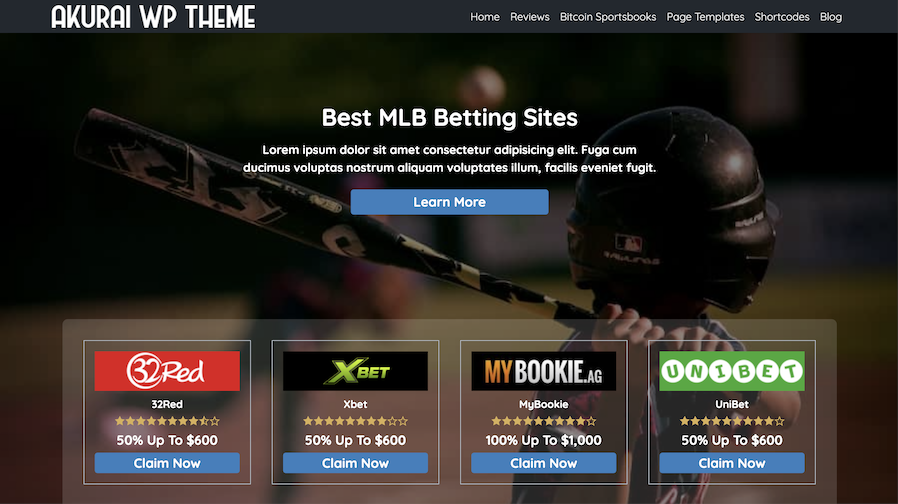 AKURAI WP THEME
Home Reviews Bitcoin Sportsbooks Page Templates Shortcodes Blog
Best MLB Betting Sites
Lorem ipsum dolor sit amet consectetur adipisicing elit. Fuga cum
ducimus voluptas nostrum aliquam voluptates illum, facilis eveniet fugit.
Learn More
RAWLINGS
32Red
32Red
50% Up To $600
Claim Now
XBET
Xbet
50% Up To $600
Claim Now
MYBOOKIE.AG
MyBookie
100% Up To $1,000
Claim Now
UNIBET
UniBet
50% Up To $600
Claim Now